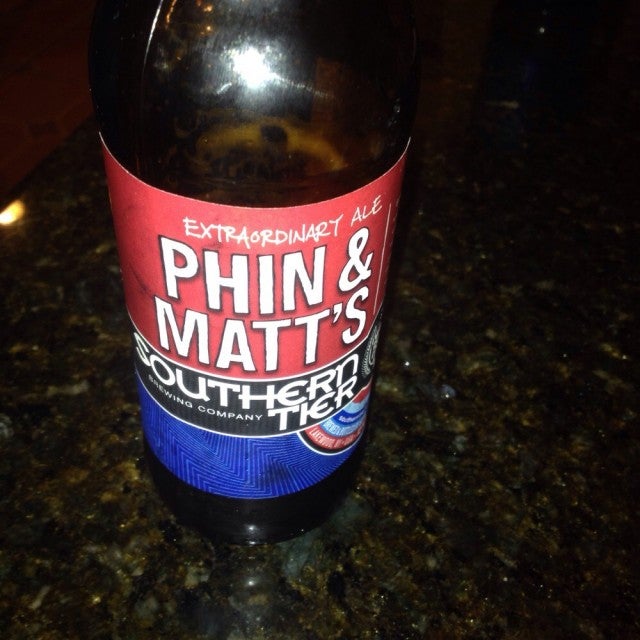 EXTRAORDINARY ALE
PHIN &
MATT'S
SOUTHERN
TIER
BREWING COMPANY